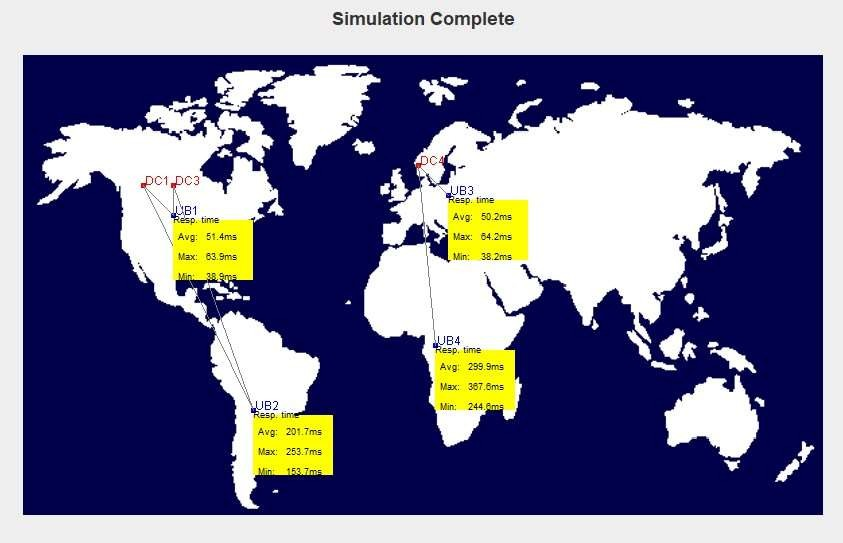 Simulation Complete
DC4
DC1 DC3
UB3
Resp. time
Avg: 50.2ms
Max: 64.2ms
Min: 38.2ms
UB1
Resp. time
Avg: 51.4ms
Max: 63.9ms
Min: 38.9ms
UB4
Resp. time
Avg: 299.9ms
Max: 367.6ms
Min: 244.6ms
UB2
Resp. time
Avg: 201.7ms
Max: 253.7ms
Min: 153.7ms